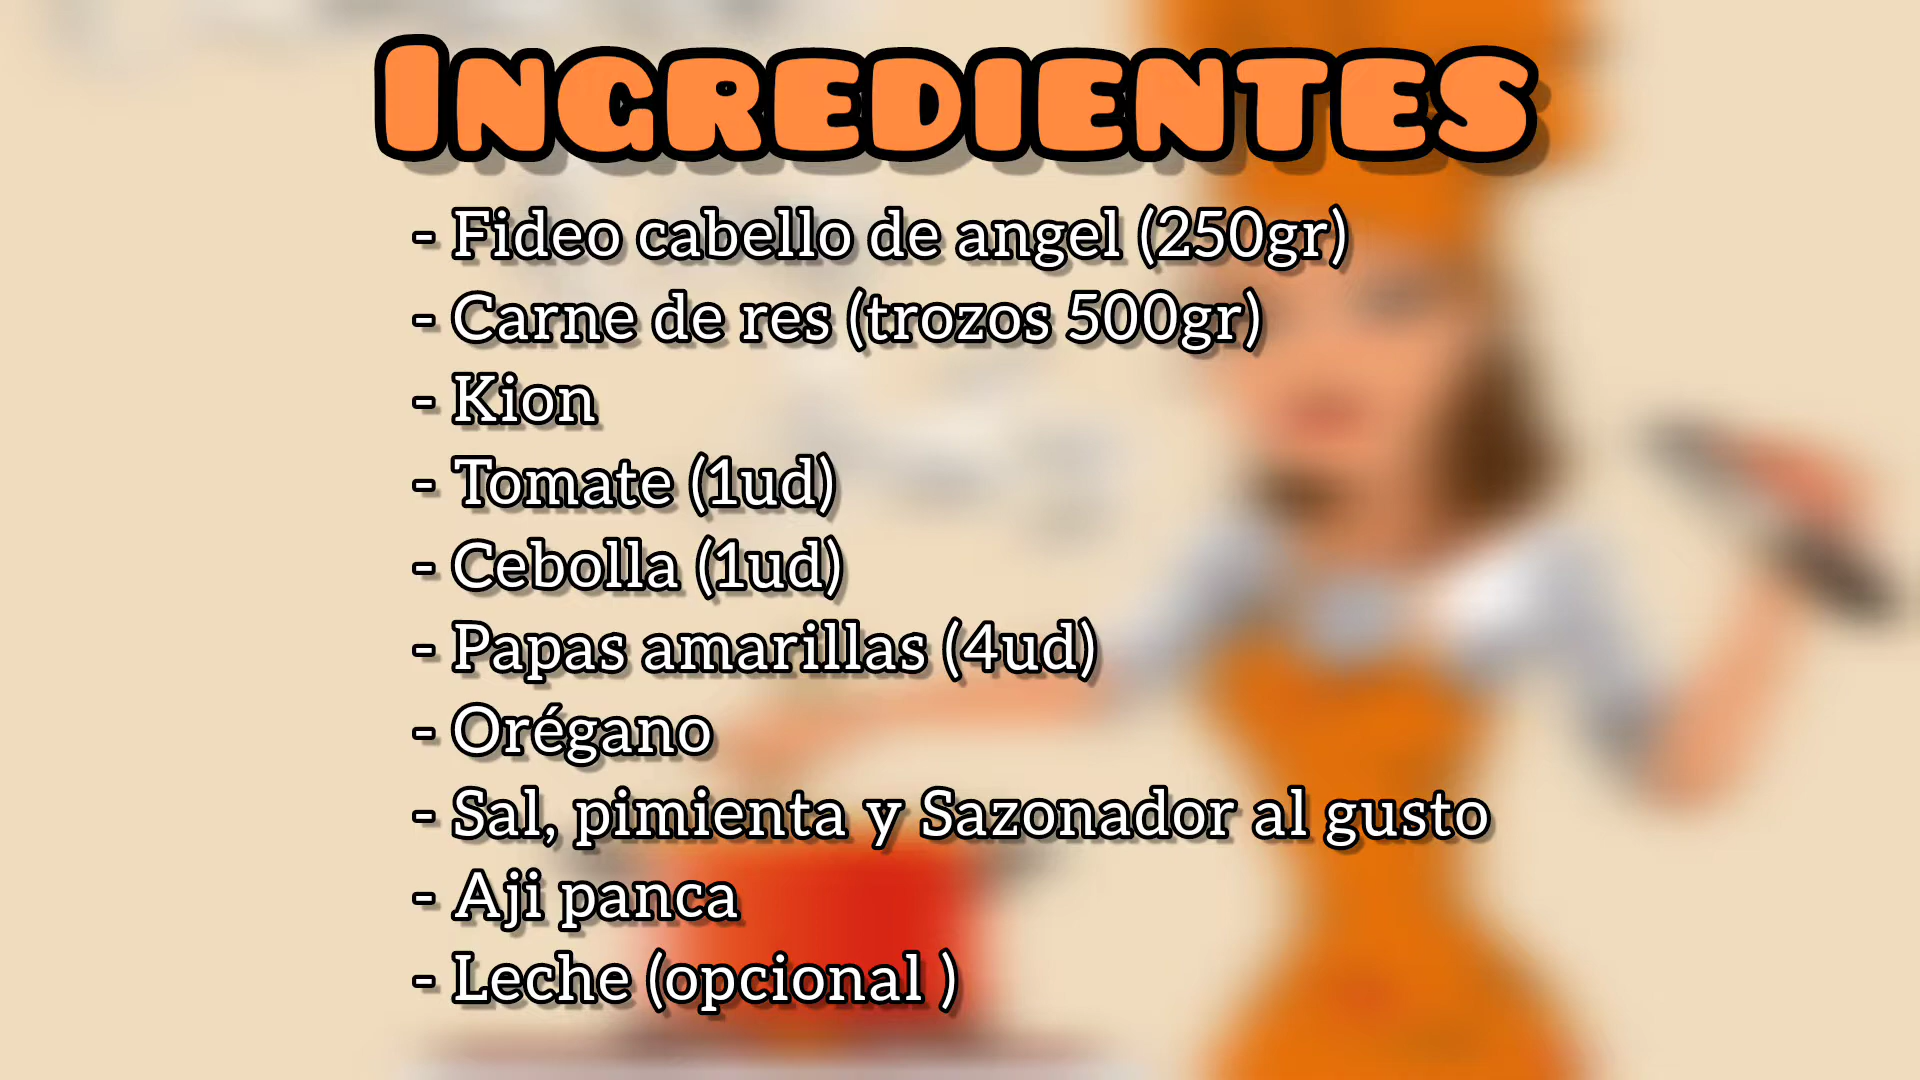 INGREDIENTES
- Fideo cabello de angel (250gr)
- Carne de res (trozos 500gr)
- Kion
- Tomate (1ud)
- Cebolla (1ud)
- Papas amarillas (4ud)
- Orégano
- Sal, pimienta y Sazonador al gusto
- Aji panca
- Leche (opcional )